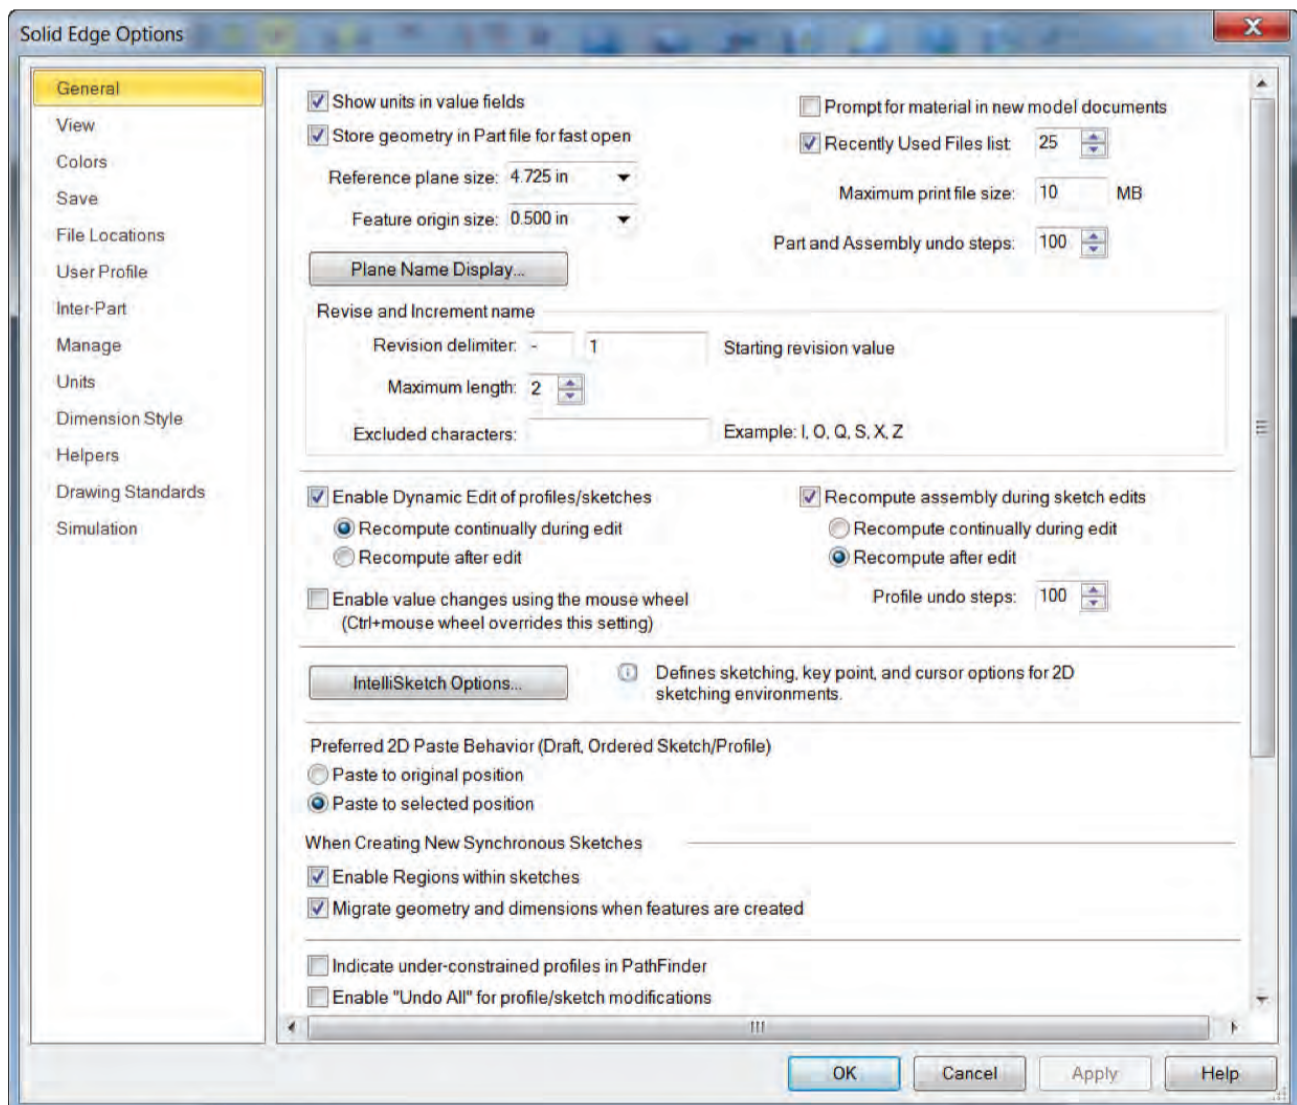 Solid Edge Options
General
View
Colors
Save
File Locations
User Profile
Inter-Part
Manage
Units
Dimension Style
Helpers
Drawing Standards
Simulation
Show units in value fields
Prompt for material in new model documents
Store geometry in Part file for fast open
Recently Used Files list: 25
Reference plane size: 4.725 in
Maximum print file size: 10 MB
Feature origin size: 0.500 in
Part and Assembly undo steps: 100
Plane Name Display...
Revise and Increment name
Revision delimiter: - 1 Starting revision value
Maximum length: 2
Excluded characters: Example: I, O, Q, S, X, Z
Enable Dynamic Edit of profiles/sketches
Recompute assembly during sketch edits
Recompute continually during edit
Recompute continually during edit
Recompute after edit
Recompute after edit
Enable value changes using the mouse wheel
(Ctrl+mouse wheel overrides this setting)
Profile undo steps: 100
IntelliSketch Options...
Defines sketching, key point, and cursor options for 2D
sketching environments.
Preferred 2D Paste Behavior (Draft, Ordered Sketch/Profile)
Paste to original position
Paste to selected position
When Creating New Synchronous Sketches
Enable Regions within sketches
Migrate geometry and dimensions when features are created
Indicate under-constrained profiles in PathFinder
Enable "Undo All" for profile/sketch modifications
OK
Cancel
Apply
Help